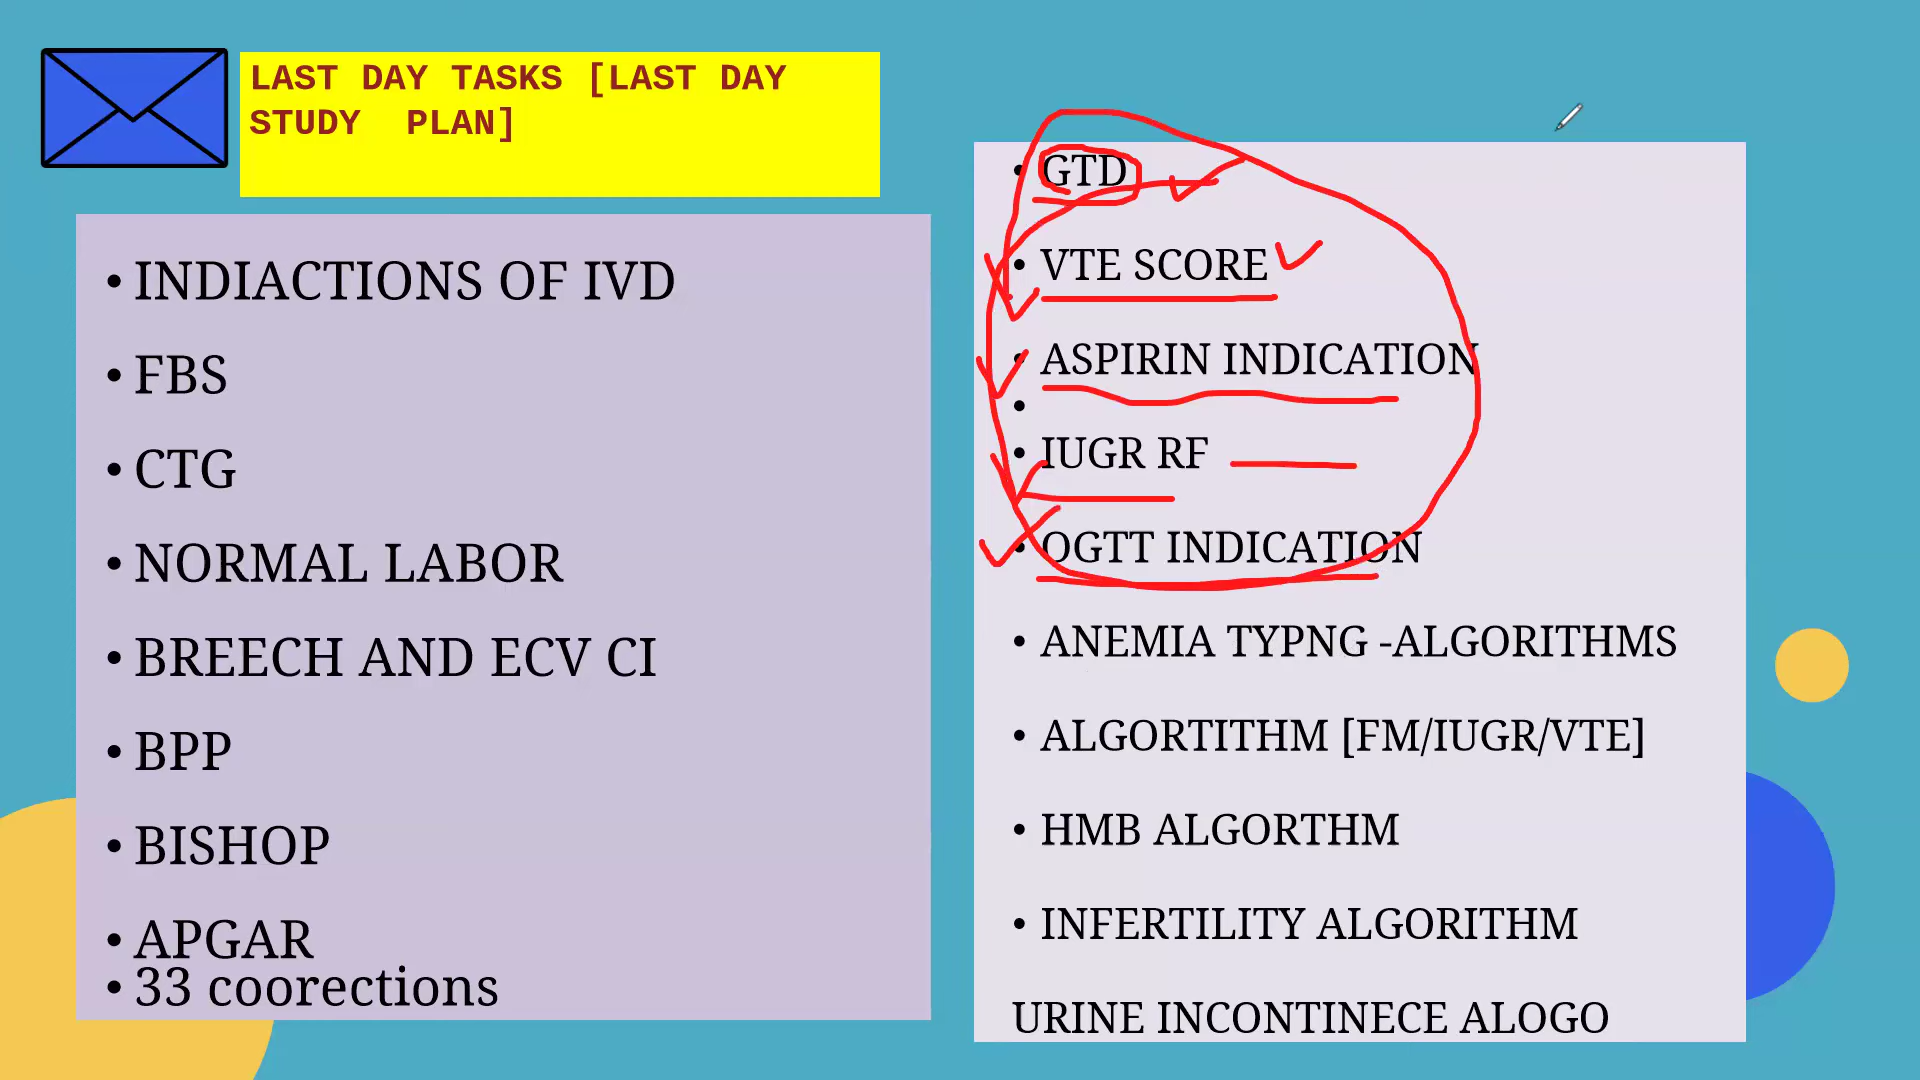 LAST DAY TASKS [LAST DAY
STUDY PLAN]
• INDIACTIONS OF IVD
• FBS
• CTG
• NORMAL LABOR
• BREECH AND ECV CI
• BPP
• BISHOP
• APGAR
• 33 coorections
• GTD
• VTE SCORE
• ASPIRIN INDICATION
•
• IUGR RF
• OGTT INDICATION
• ANEMIA TYPNG -ALGORITHMS
• ALGORTITHM [FM/IUGR/VTE]
• HMB ALGORTHM
• INFERTILITY ALGORITHM
URINE INCONTINECE ALOGO